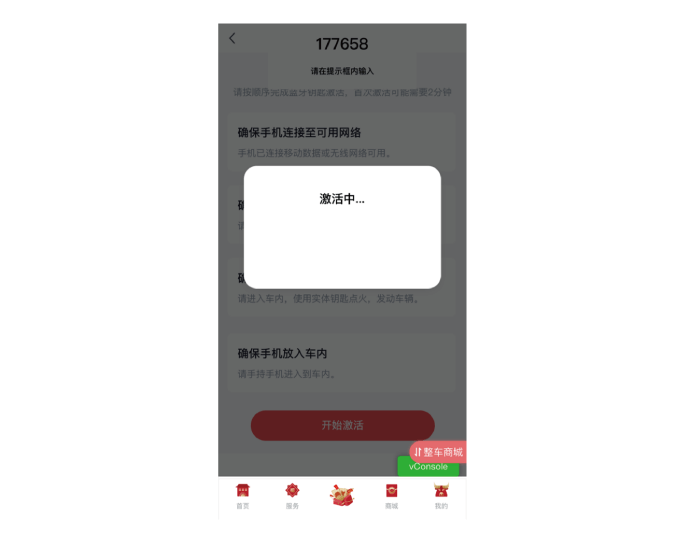 177658
请在提示框内输入
请按顺序完成蓝牙钥匙激活，首次激活可能需要2分钟
确保手机连接至可用网络
手机已连接移动数据或无线网络可用。
激活中...
请进入车内，使用实体钥匙点火，发动车辆。
确保手机放入车内
请手持手机进入到车内。
开始激活
整车商城
vConsole
首页
服务
商城
我的